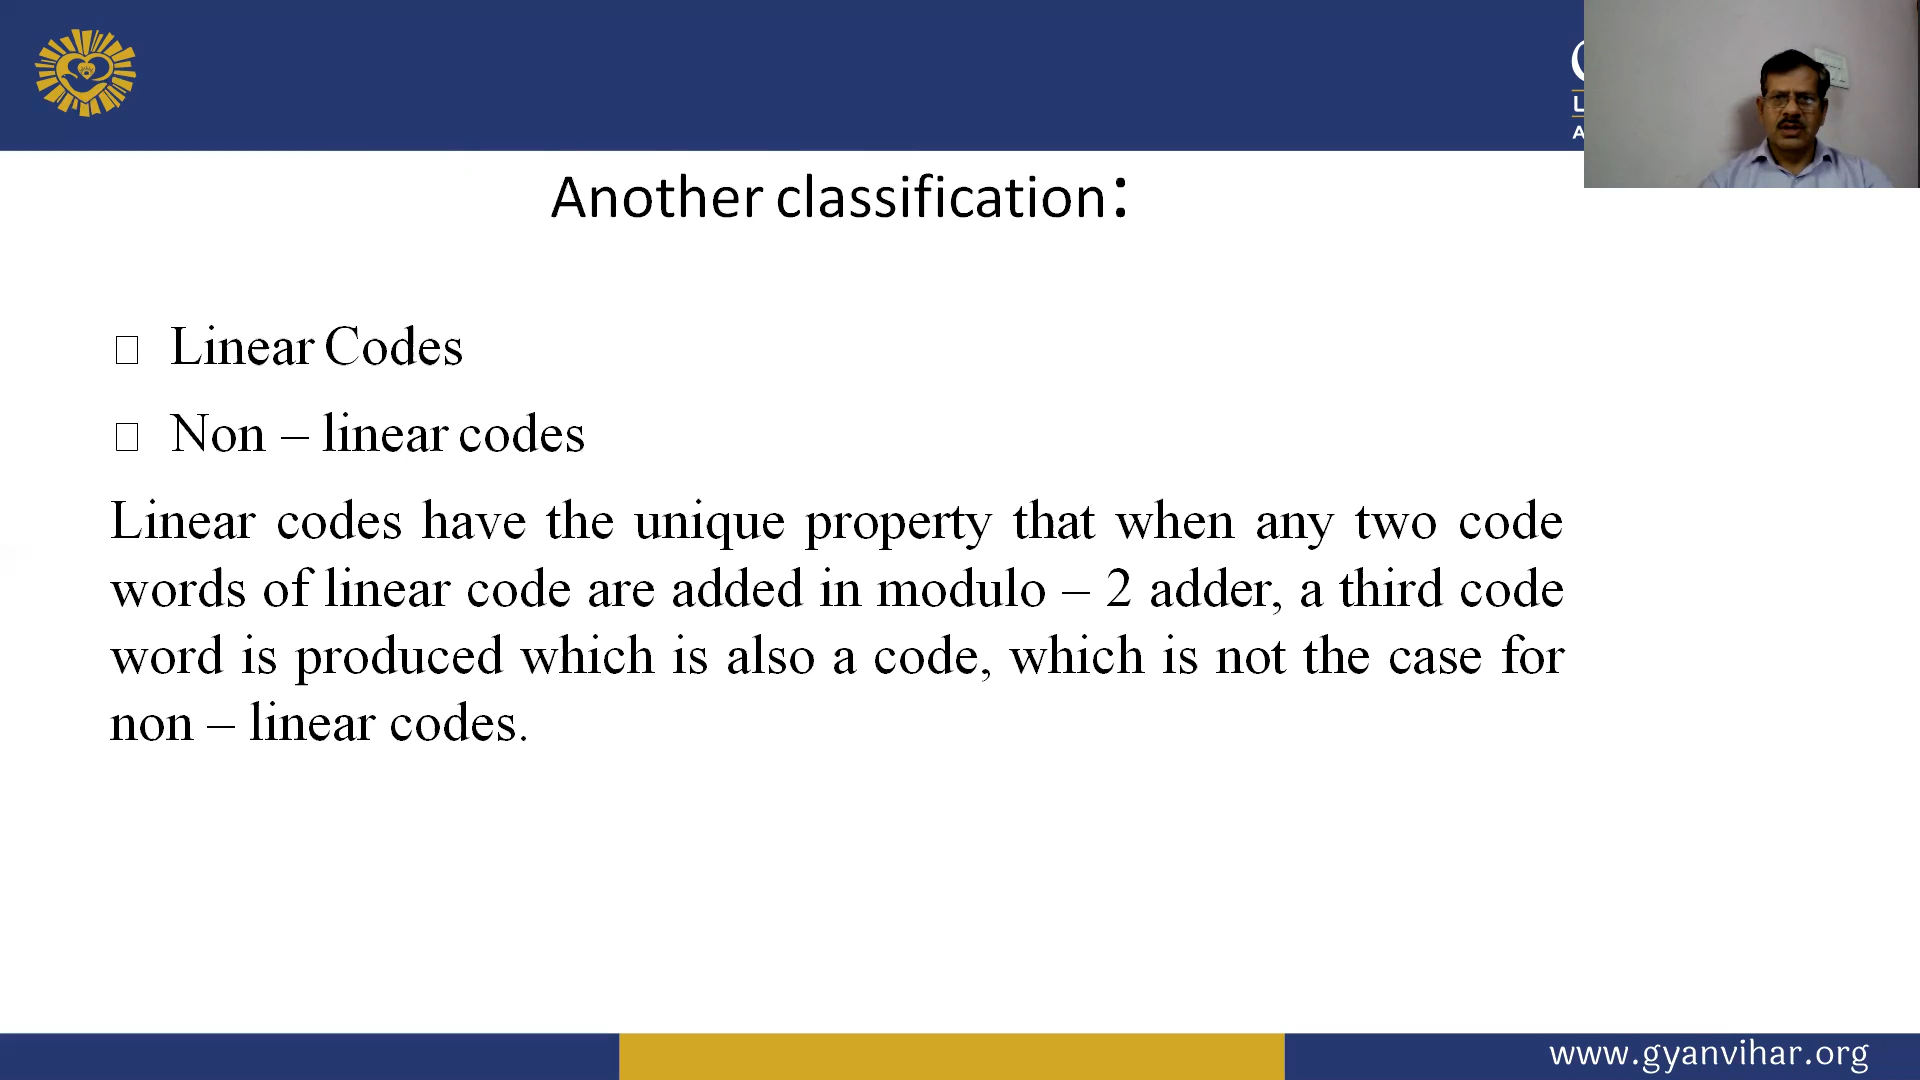 Another classification:
Linear Codes
Non – linear codes
Linear codes have the unique property that when any two code
words of linear code are added in modulo – 2 adder, a third code
word is produced which is also a code, which is not the case for
non – linear codes.
www.gyanvihar.org